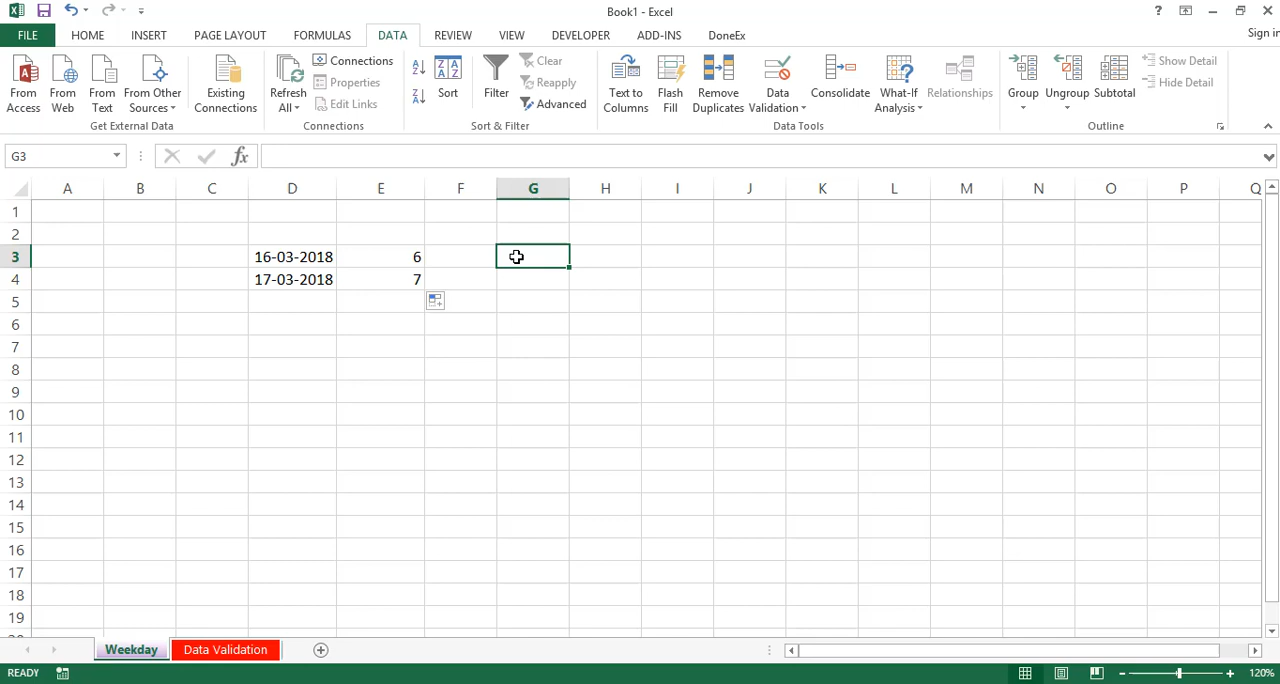 Book1 - Excel
?
FILE HOME INSERT PAGE LAYOUT FORMULAS DATA REVIEW VIEW DEVELOPER ADD-INS DoneEx Sign in
From Access
From Web
From Text
From Other Sources
Get External Data
Existing Connections
Refresh All
Connections
Properties
Edit Links
Connections
Sort
Filter
Clear
Reapply
Advanced
Sort & Filter
Text to Columns
Flash Fill
Remove Duplicates
Data Validation
Consolidate
What-If Analysis
Relationships
Data Tools
Group
Ungroup
Subtotal
Show Detail
Hide Detail
Outline
G3 fx
A B C D E F G H I J K L M N O P Q
1
2
3 16-03-2018 6
4 17-03-2018 7
5
6
7
8
9
10
11
12
13
14
15
16
17
18
19
Weekday Data Validation
READY 120%